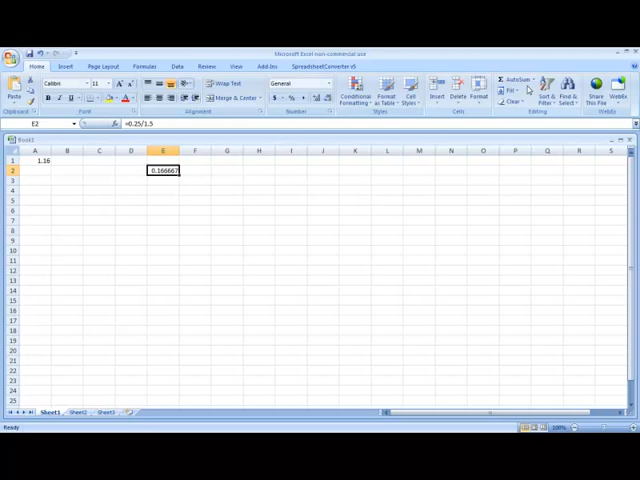 Microsoft Excel non-commercial use
Home Insert Page Layout Formulas Data Review View Add-Ins SpreadsheetConverter v5
Paste
Calibri 11
B I U
Wrap Text
Merge & Center
General
$ % ,
Conditional Formatting
Format as Table
Cell Styles
Insert Delete Format
Σ AutoSum
Fill
Clear
Sort & Filter
Find & Select
Share This File
Web Ex
Clipboard Font Alignment Number Styles Cells Editing
E2 fx =0.25/1.5
Book1
A B C D E F G H I J K L M N O P Q R S
1 1.16
2 0.166667
3
4
5
6
7
8
9
10
11
12
13
14
15
16
17
18
19
20
21
22
23
24
25
Sheet1 Sheet2 Sheet3
100%